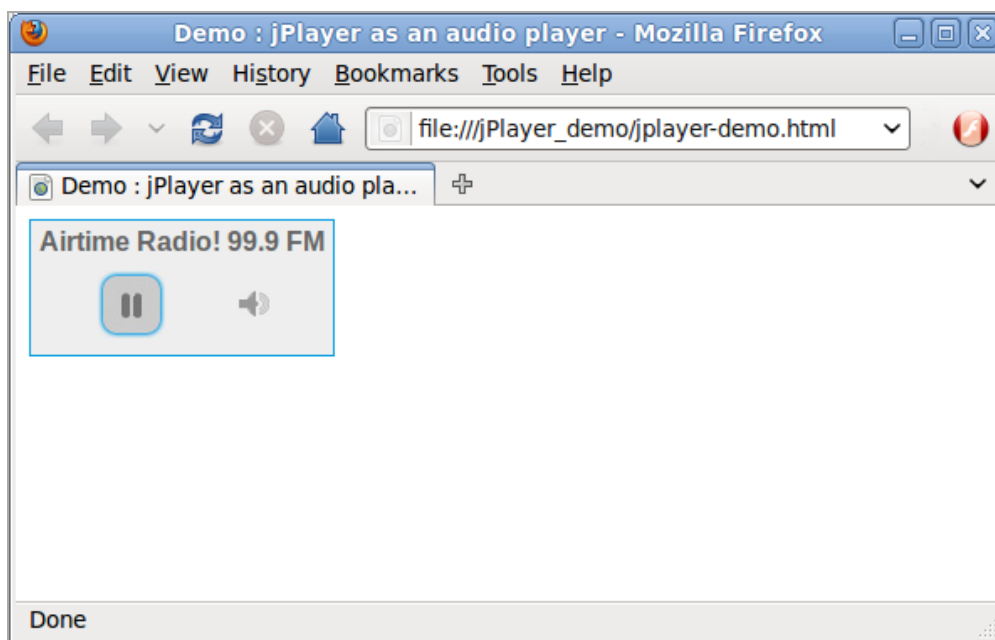 Demo : jPlayer as an audio player - Mozilla Firefox
File Edit View History Bookmarks Tools Help
file:///jPlayer_demo/jplayer-demo.html
Demo : jPlayer as an audio pla...
Airtime Radio! 99.9 FM
Done